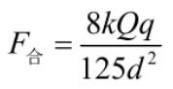 F合 = 8kQq / 125d²